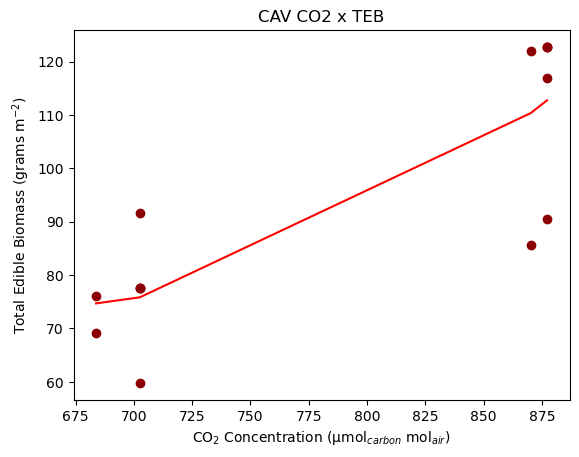 CAV CO2 x TEB
Total Edible Biomass (grams m⁻²)
120
110
100
90
80
70
60
675 700 725 750 775 800 825 850 875
CO₂ Concentration (μmol_carbon mol_air)